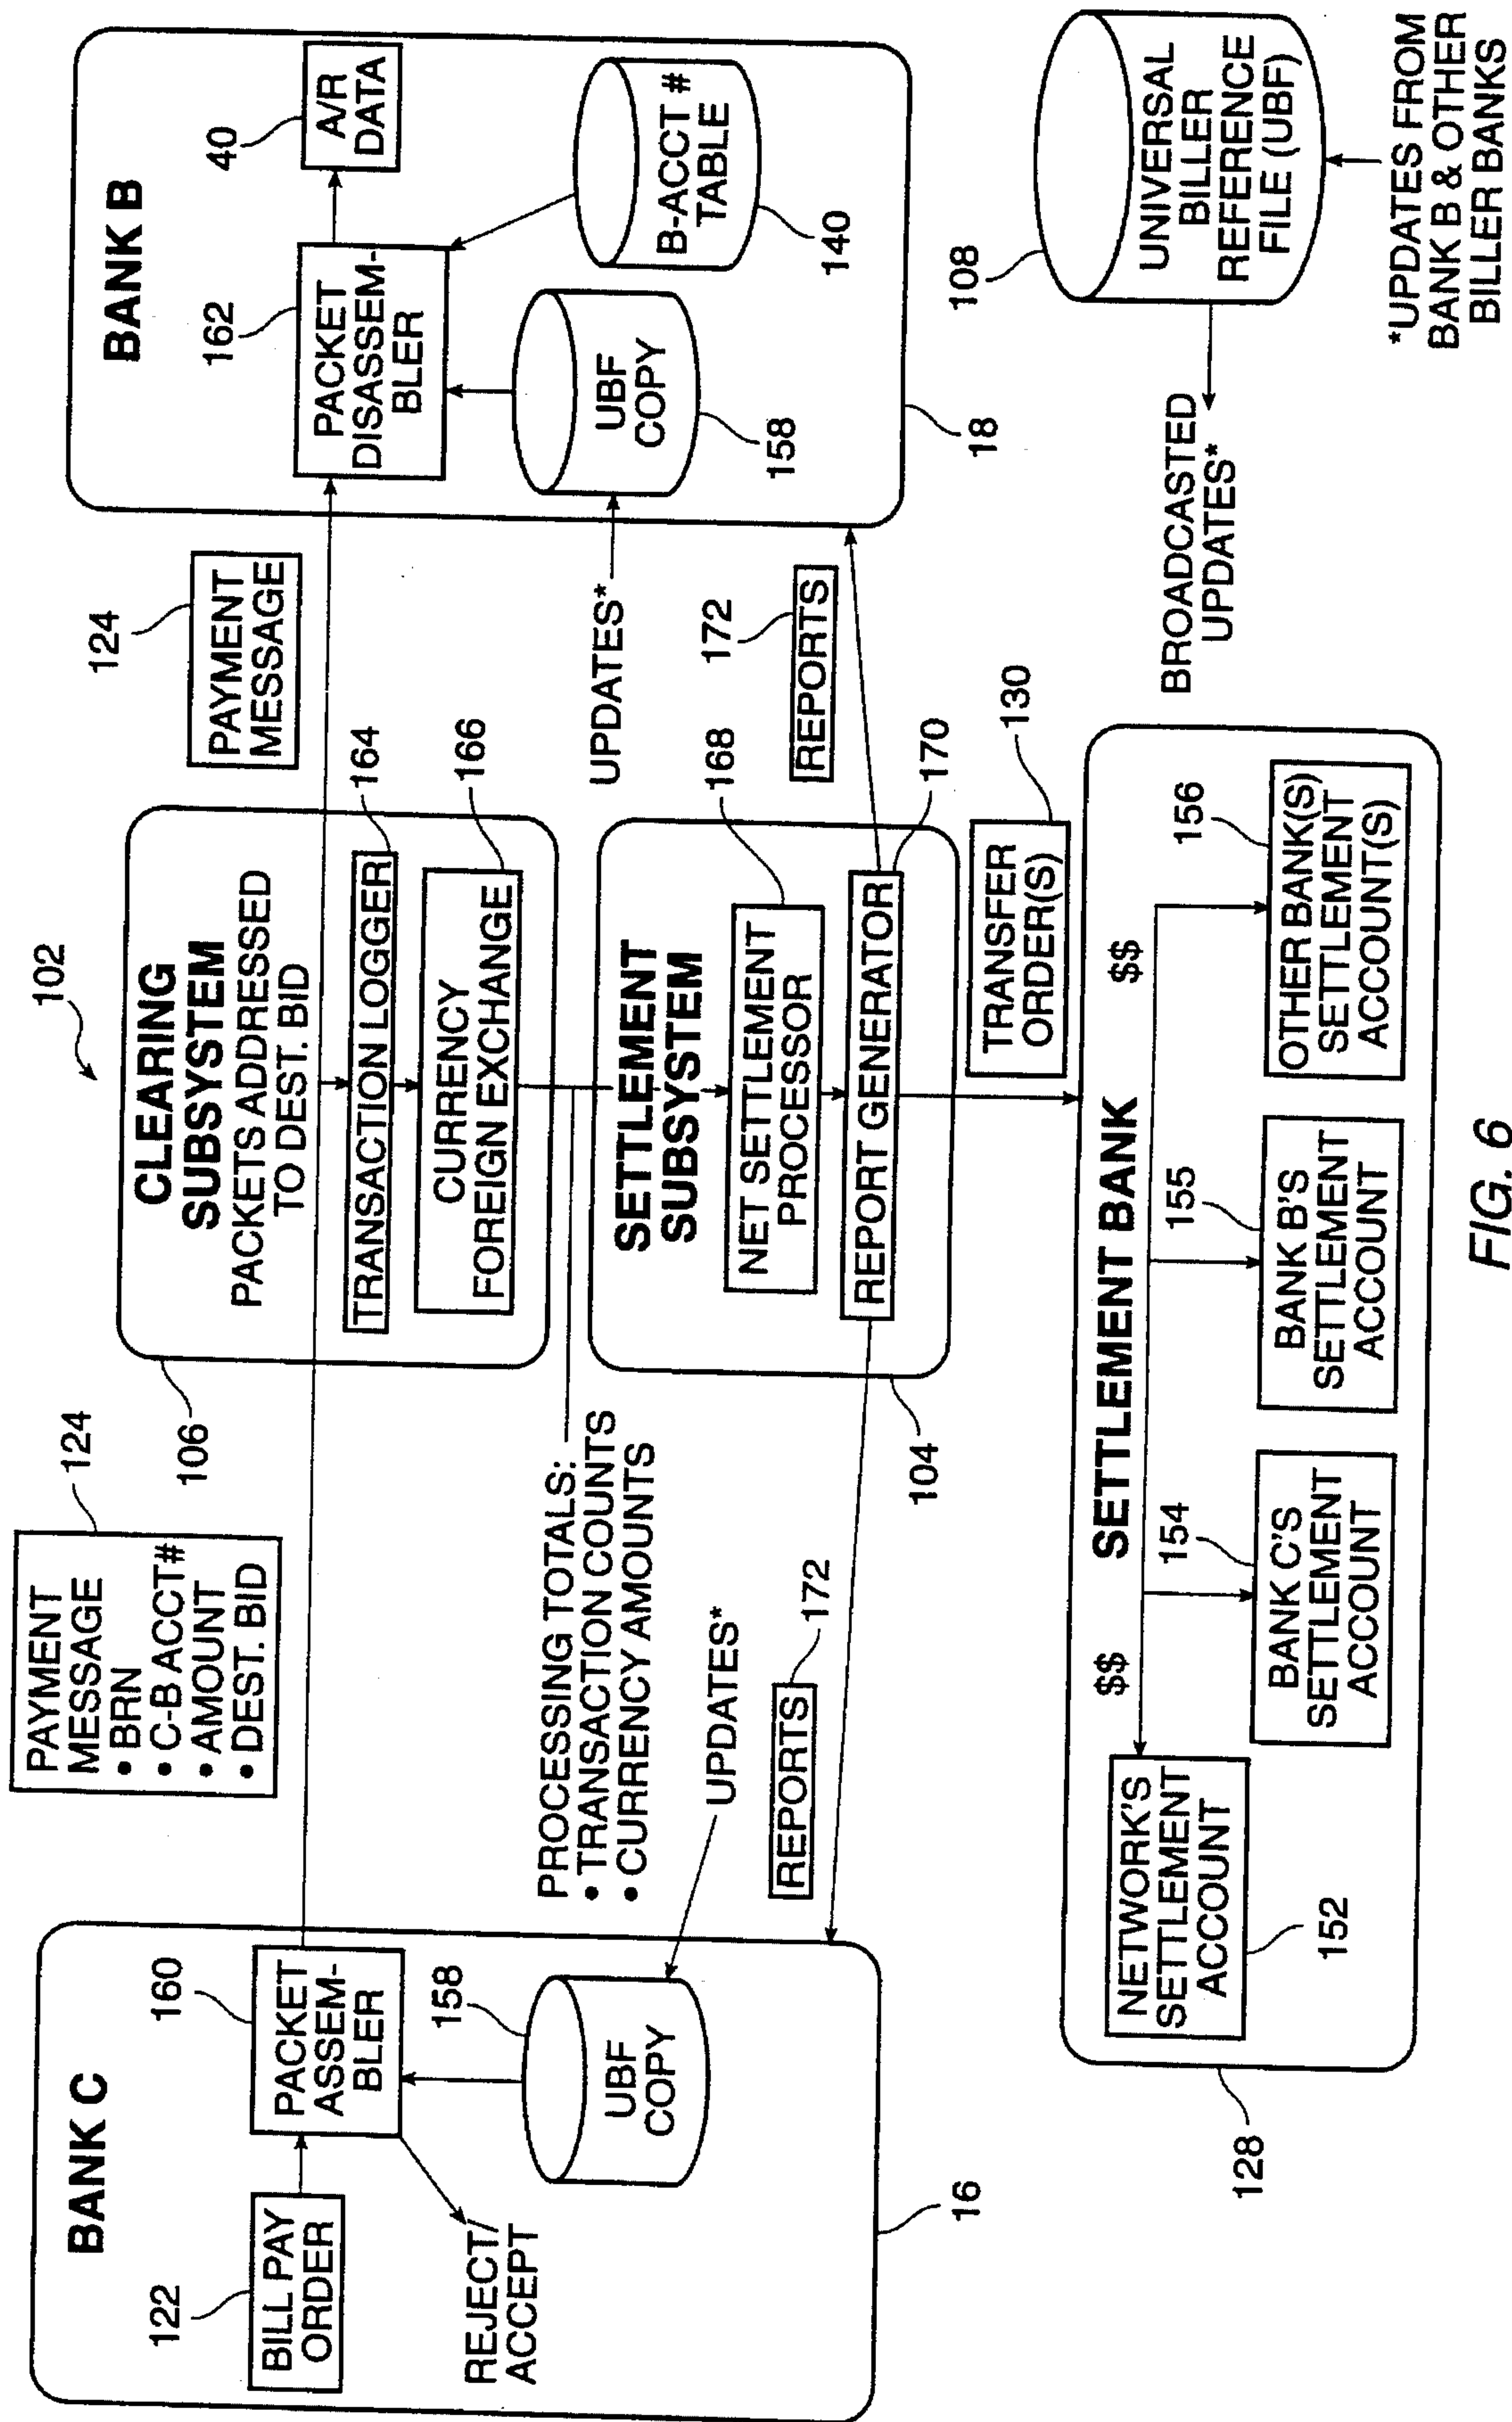 BANK C
122
BILL PAY
ORDER
160
PACKET
ASSEM-
BLER
REJECT/
ACCEPT
158
UBF
COPY
16
PAYMENT
MESSAGE
• BRN
• C-B ACCT#
• AMOUNT
• DEST. BID
124
PROCESSING TOTALS:
• TRANSACTION COUNTS
• CURRENCY AMOUNTS
UPDATES*
REPORTS
172
102
106
CLEARING
SUBSYSTEM
PACKETS ADDRESSED
TO DEST. BID
TRANSACTION LOGGER
164
CURRENCY
FOREIGN EXCHANGE
166
SETTLEMENT
SUBSYSTEM
NET SETTLEMENT
PROCESSOR
168
REPORT GENERATOR
170
104
124
PAYMENT
MESSAGE
UPDATES*
172
REPORTS
TRANSFER
ORDER(S)
130
BANK B
162
PACKET
DISASSEM-
BLER
40
A/R
DATA
UBF
COPY
158
B-ACCT #
TABLE
140
18
SETTLEMENT BANK
$$
$$
NETWORK'S
SETTLEMENT
ACCOUNT
152
154
BANK C'S
SETTLEMENT
ACCOUNT
155
BANK B'S
SETTLEMENT
ACCOUNT
156
OTHER BANK(S)
SETTLEMENT
ACCOUNT(S)
128
108
UNIVERSAL
BILLER
REFERENCE
FILE (UBF)
BROADCASTED
UPDATES*
*UPDATES FROM
BANK B & OTHER
BILLER BANKS
FIG. 6